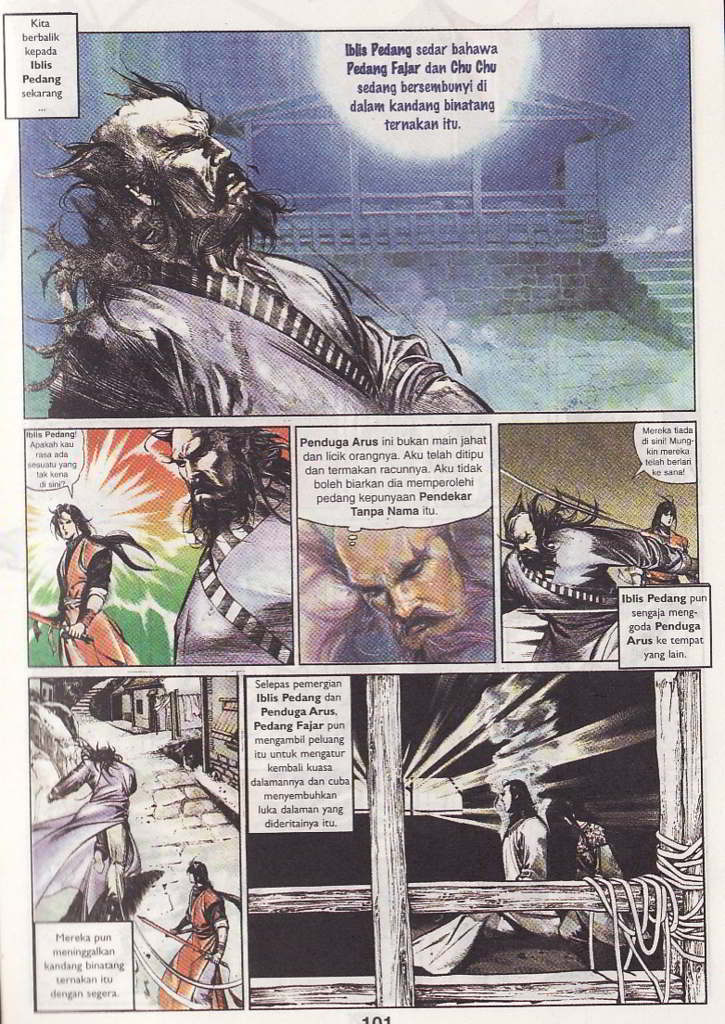 Kita
berbalik
kepada
Iblis
Pedang
sekarang
...
Iblis Pedang sedar bahawa
Pedang Fajar dan Chu Chu
sedang bersembunyi di
dalam kandang binatang
ternakan itu.
Iblis Pedang!
Apakah kau
rasa ada
sesuatu yang
tak kena
di sini?
Penduga Arus ini bukan main jahat
dan licik orangnya. Aku telah ditipu
dan termakan racunnya. Aku tidak
boleh biarkan dia memperolehi
pedang kepunyaan Pendekar
Tanpa Nama itu.
Mereka tiada
di sini! Mung-
kin mereka
telah berlari
ke sana!
Iblis Pedang pun
sengaja meng-
goda Penduga
Arus ke tempat
yang lain.
Mereka pun
meninggalkan
kandang binatang
ternakan itu
dengan segera.
Selepas pemergian
Iblis Pedang dan
Penduga Arus,
Pedang Fajar pun
mengambil peluang
itu untuk mengatur
kembali kuasa
dalamannya dan cuba
menyembuhkan
luka dalaman yang
dideritainya itu.
101